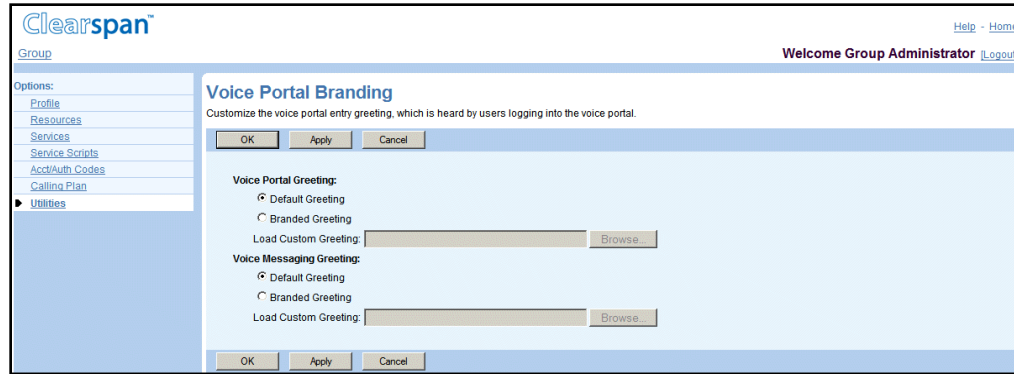 Clearspan™
Help - Home
Group
Welcome Group Administrator [Logout
Options:
Profile
Resources
Services
Service Scripts
Acct/Auth Codes
Calling Plan
Utilities
Voice Portal Branding
Customize the voice portal entry greeting, which is heard by users logging into the voice portal.
OK Apply Cancel
Voice Portal Greeting:
Default Greeting
Branded Greeting
Load Custom Greeting: Browse...
Voice Messaging Greeting:
Default Greeting
Branded Greeting
Load Custom Greeting: Browse...
OK Apply Cancel